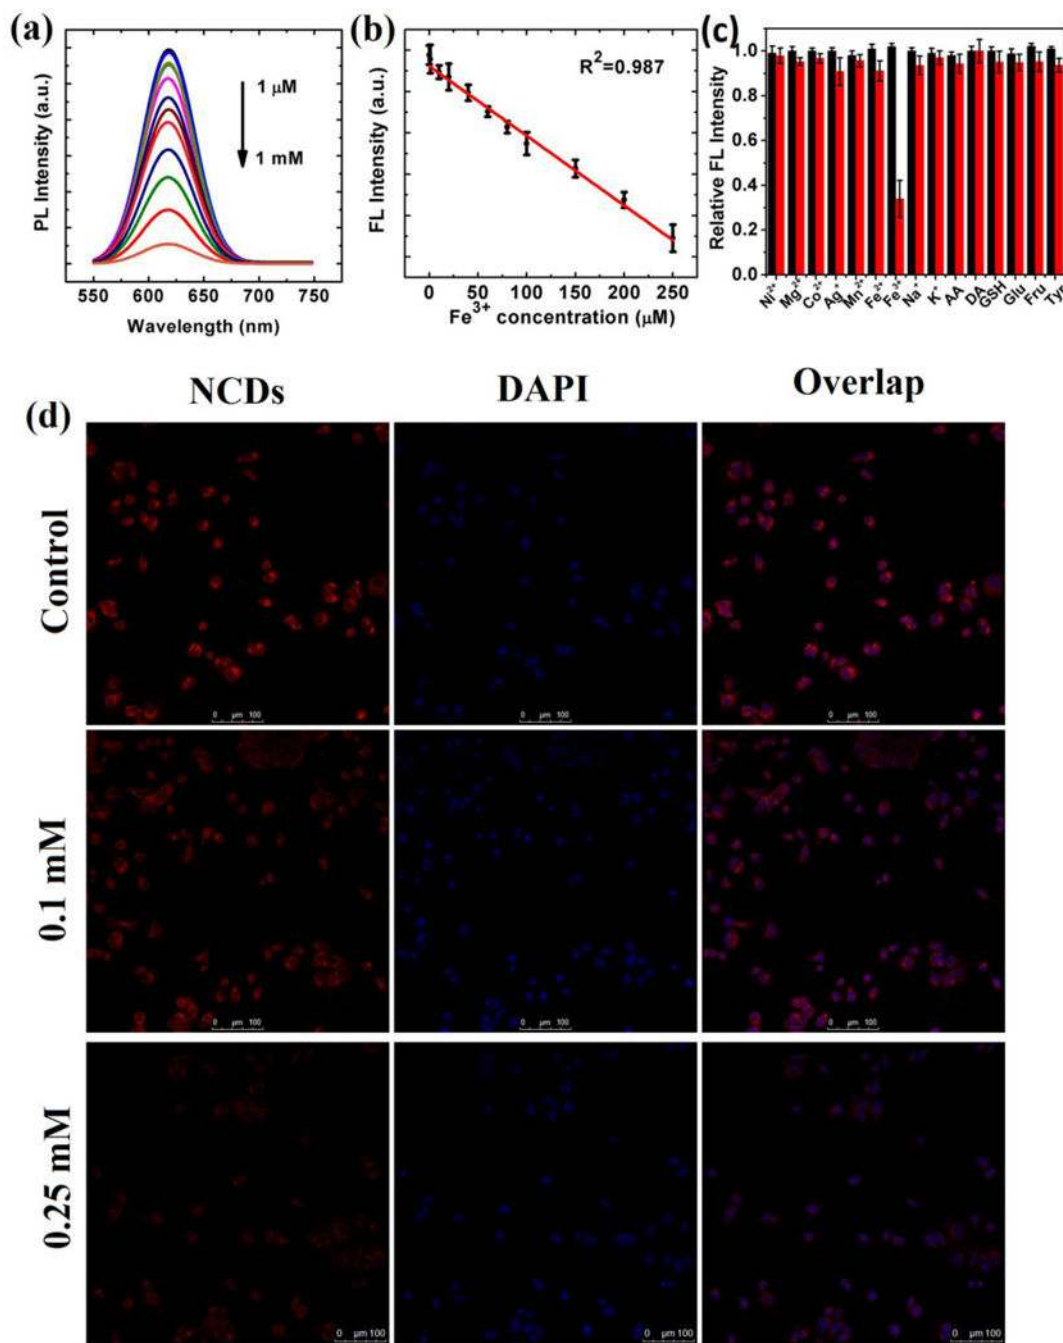 (a)
PL Intensity (a.u.)
1 μM
1 mM
550 600 650 700 750
Wavelength (nm)
(b)
FL Intensity (a.u.)
R²=0.987
0 50 100 150 200 250
Fe³⁺ concentration (μM)
(c)
Relative FL Intensity
1.0
0.8
0.6
0.4
0.2
0.0
Ni²⁺ Mg²⁺ Co²⁺ Ag⁺ Mn²⁺ Fe²⁺ Fe³⁺ Na⁺ K⁺ AA DA GSH Glu Fru Tyr
(d)
NCDs DAPI Overlap
Control
0 μm 100
0 μm 100
0 μm 100
0.1 mM
0 μm 100
0 μm 100
0 μm 100
0.25 mM
0 μm 100
0 μm 100
0 μm 100